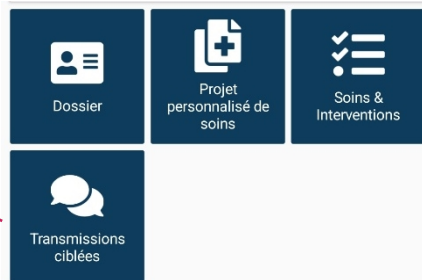 Dossier
Projet
personnalisé de
soins
Soins &
Interventions
Transmissions
ciblées